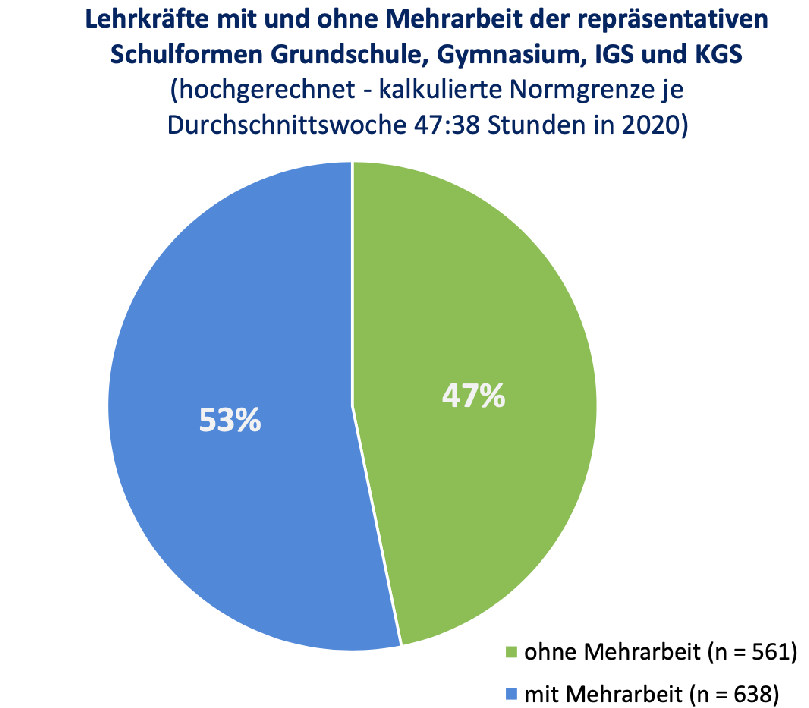 Lehrkräfte mit und ohne Mehrarbeit der repräsentativen
Schulformen Grundschule, Gymnasium, IGS und KGS
(hochgerechnet - kalkulierte Normgrenze je
Durchschnittswoche 47:38 Stunden in 2020)
47%
53%
ohne Mehrarbeit (n = 561)
mit Mehrarbeit (n = 638)